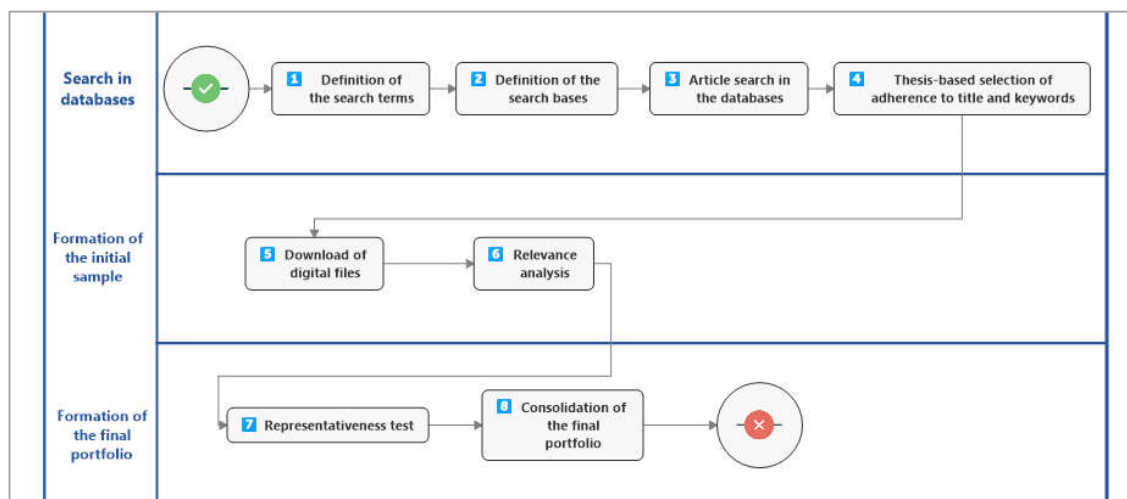 Search in
databases
1 Definition of
the search terms
2 Definition of the
search bases
3 Article search in
the databases
4 Thesis-based selection of
adherence to title and keywords
Formation of
the initial
sample
5 Download of
digital files
6 Relevance
analysis
Formation of
the final
portfolio
7 Representativeness test
8 Consolidation of
the final
portfolio